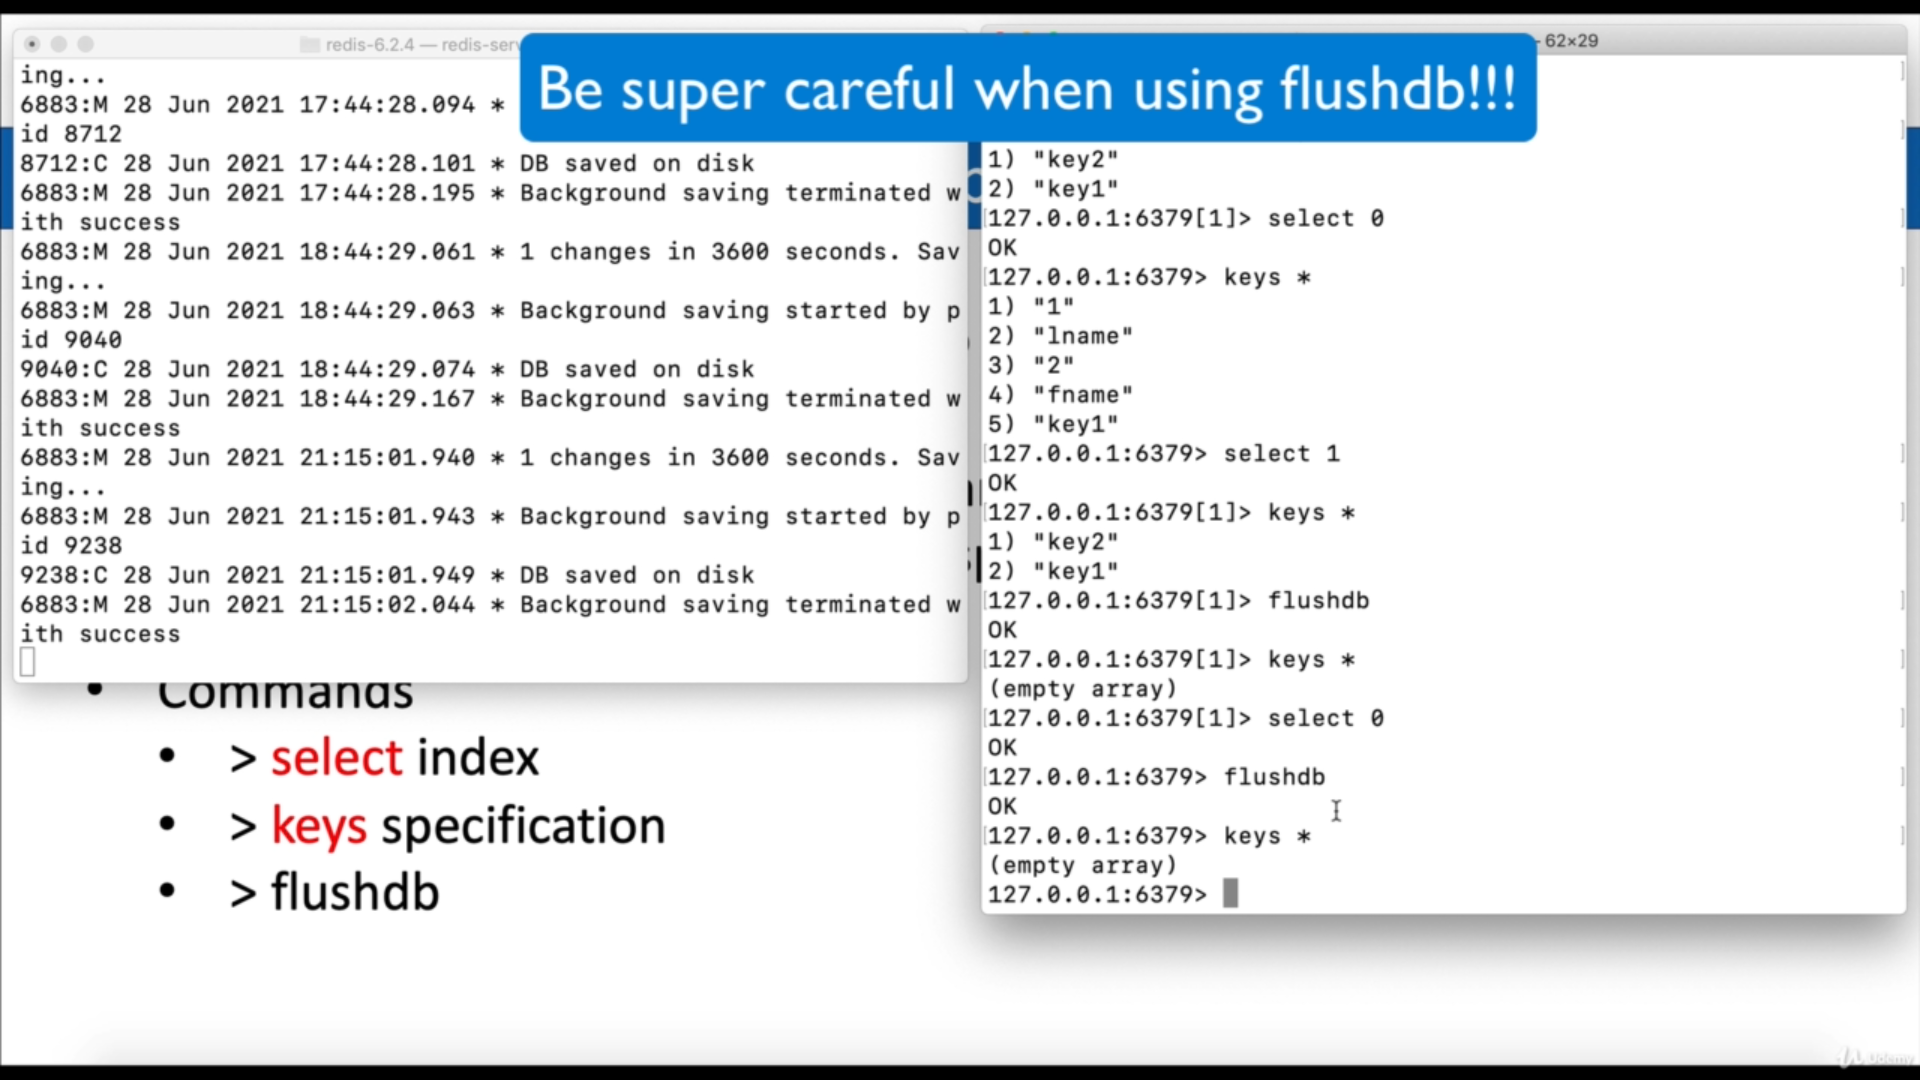 redis-6.2.4 — redis-serv
Be super careful when using flushdb!!!
- 62×29
ing...
6883:M 28 Jun 2021 17:44:28.094 *
id 8712
8712:C 28 Jun 2021 17:44:28.101 * DB saved on disk
6883:M 28 Jun 2021 17:44:28.195 * Background saving terminated w
ith success
6883:M 28 Jun 2021 18:44:29.061 * 1 changes in 3600 seconds. Sav
ing...
6883:M 28 Jun 2021 18:44:29.063 * Background saving started by p
id 9040
9040:C 28 Jun 2021 18:44:29.074 * DB saved on disk
6883:M 28 Jun 2021 18:44:29.167 * Background saving terminated w
ith success
6883:M 28 Jun 2021 21:15:01.940 * 1 changes in 3600 seconds. Sav
ing...
6883:M 28 Jun 2021 21:15:01.943 * Background saving started by p
id 9238
9238:C 28 Jun 2021 21:15:01.949 * DB saved on disk
6883:M 28 Jun 2021 21:15:02.044 * Background saving terminated w
ith success
1) "key2"
2) "key1"
127.0.0.1:6379[1]> select 0
OK
127.0.0.1:6379> keys *
1) "1"
2) "lname"
3) "2"
4) "fname"
5) "key1"
127.0.0.1:6379> select 1
OK
127.0.0.1:6379[1]> keys *
1) "key2"
2) "key1"
127.0.0.1:6379[1]> flushdb
OK
127.0.0.1:6379[1]> keys *
(empty array)
127.0.0.1:6379[1]> select 0
OK
127.0.0.1:6379> flushdb
OK
127.0.0.1:6379> keys *
(empty array)
127.0.0.1:6379>
• Commands
• > select index
• > keys specification
• > flushdb
Udemy